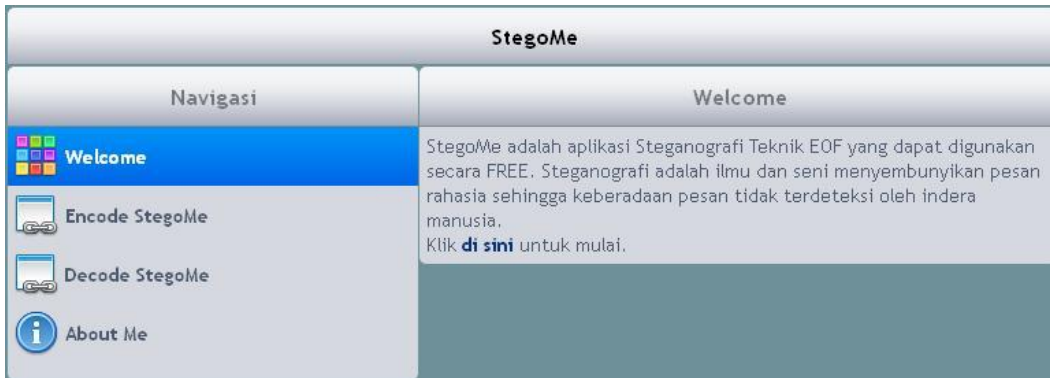 StegoMe
Navigasi
Welcome
Encode StegoMe
Decode StegoMe
About Me
Welcome
StegoMe adalah aplikasi Steganografi Teknik EOF yang dapat digunakan
secara FREE. Steganografi adalah ilmu dan seni menyembunyikan pesan
rahasia sehingga keberadaan pesan tidak terdeteksi oleh indera
manusia.
Klik di sini untuk mulai.